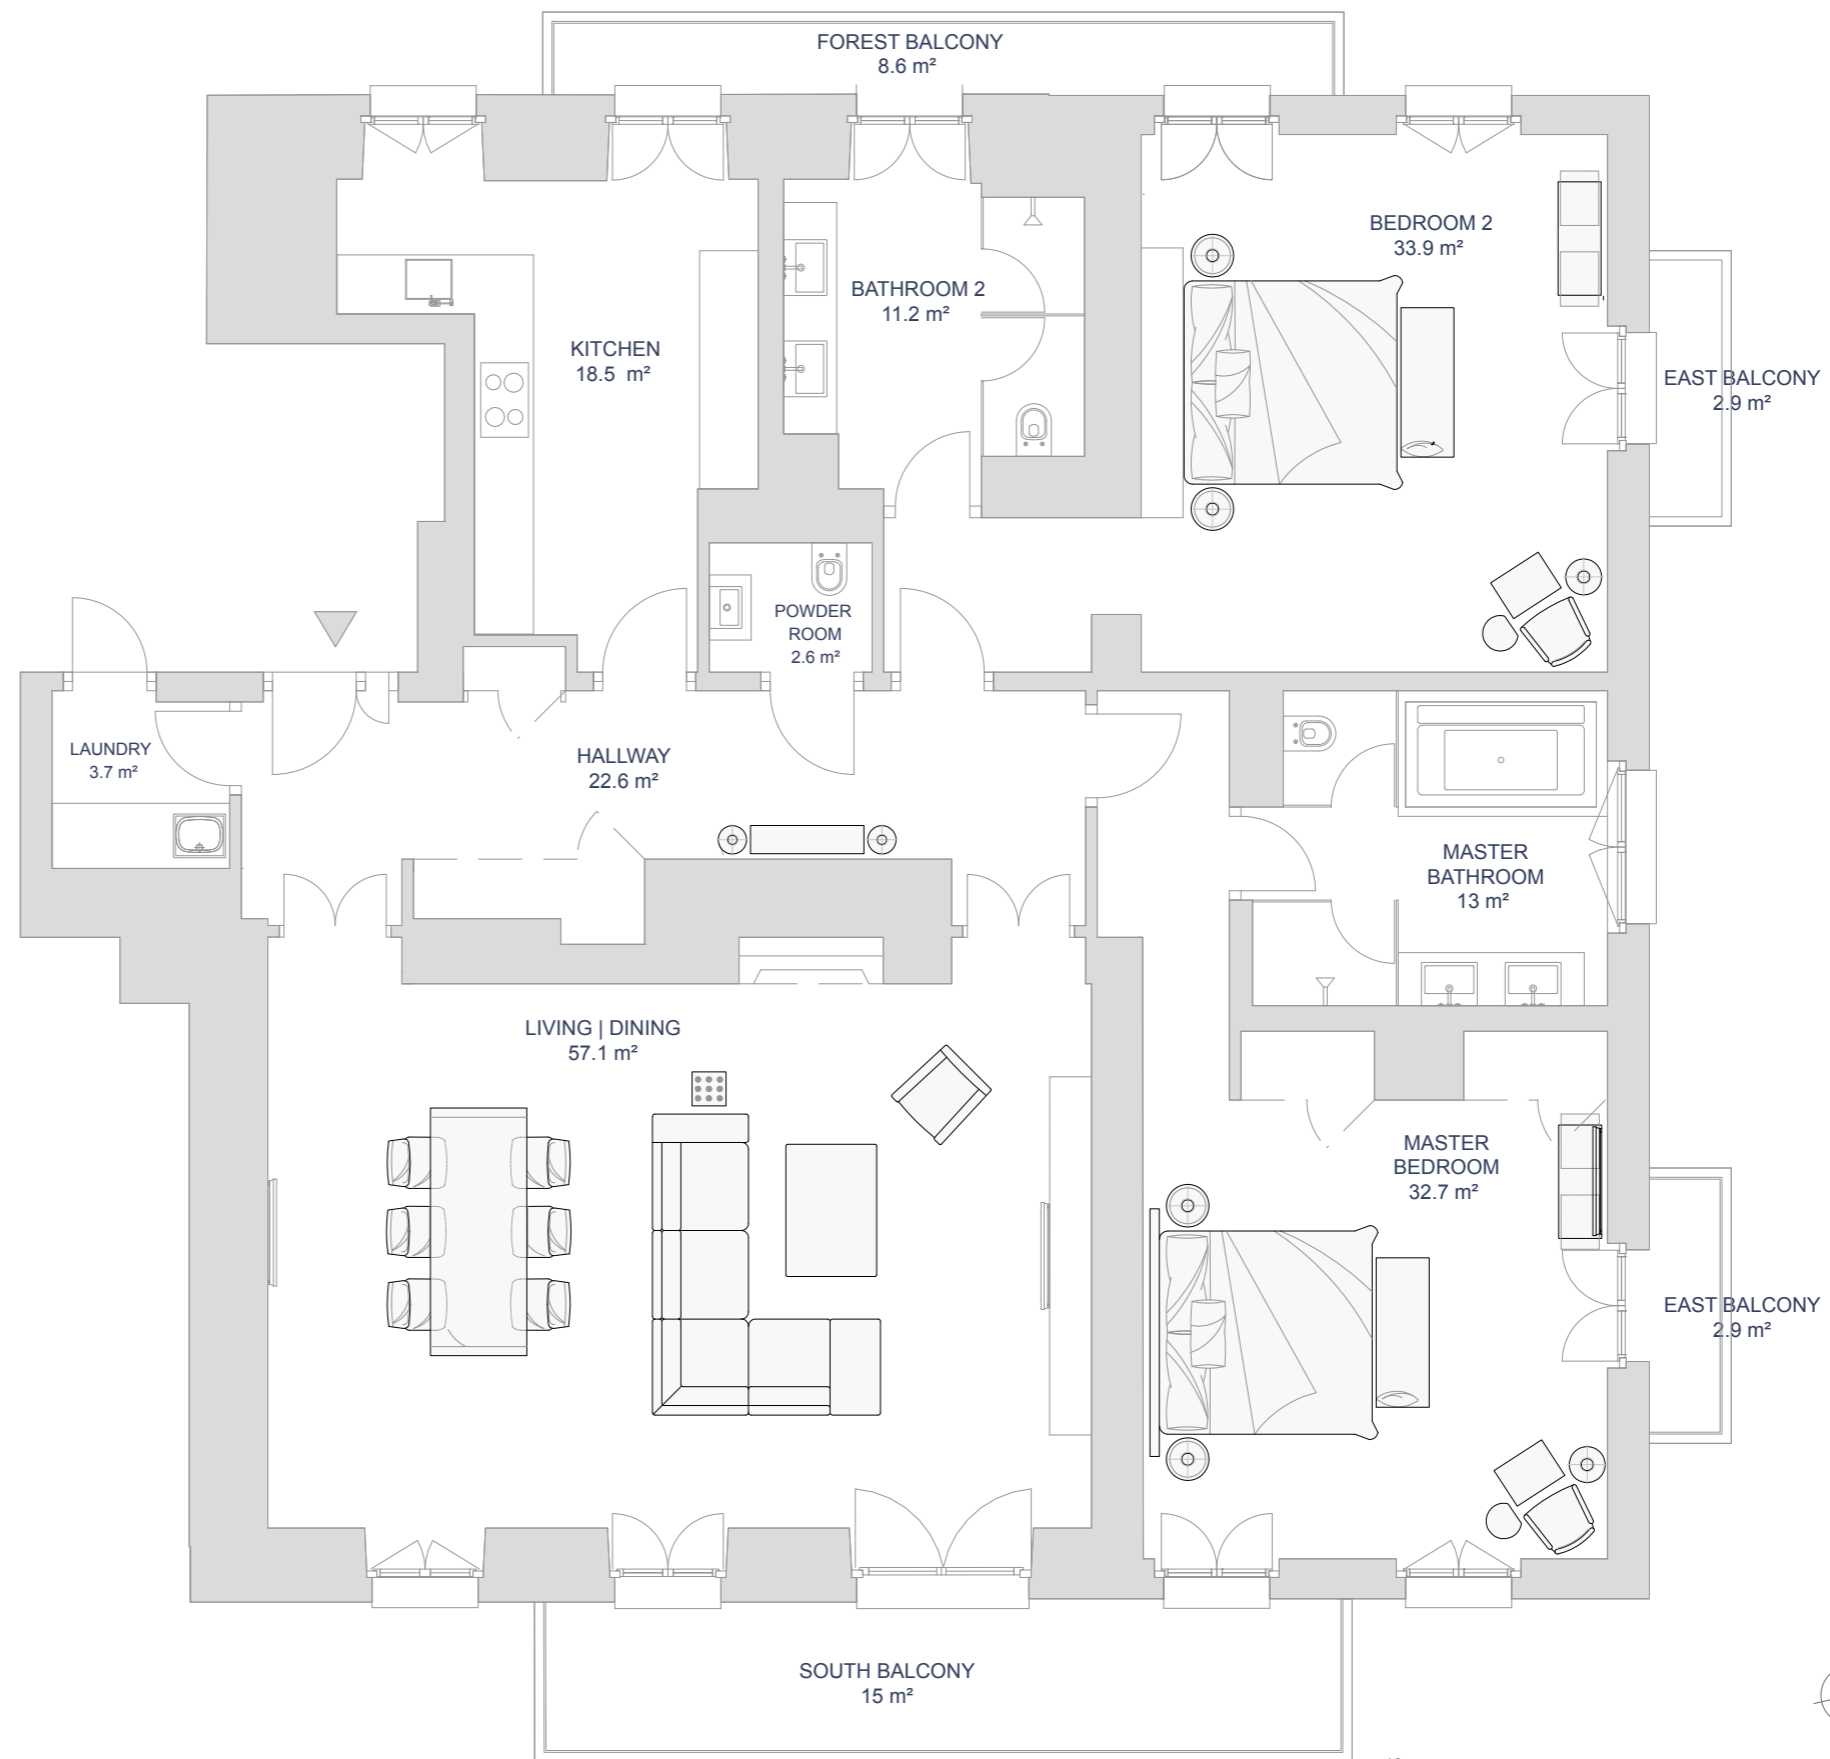 FOREST BALCONY
8.6 m²
BEDROOM 2
33.9 m²
BATHROOM 2
11.2 m²
KITCHEN
18.5 m²
EAST BALCONY
2.9 m²
POWDER
ROOM
2.6 m²
LAUNDRY
3.7 m²
HALLWAY
22.6 m²
MASTER
BATHROOM
13 m²
LIVING | DINING
57.1 m²
MASTER
BEDROOM
32.7 m²
EAST BALCONY
2.9 m²
SOUTH BALCONY
15 m²